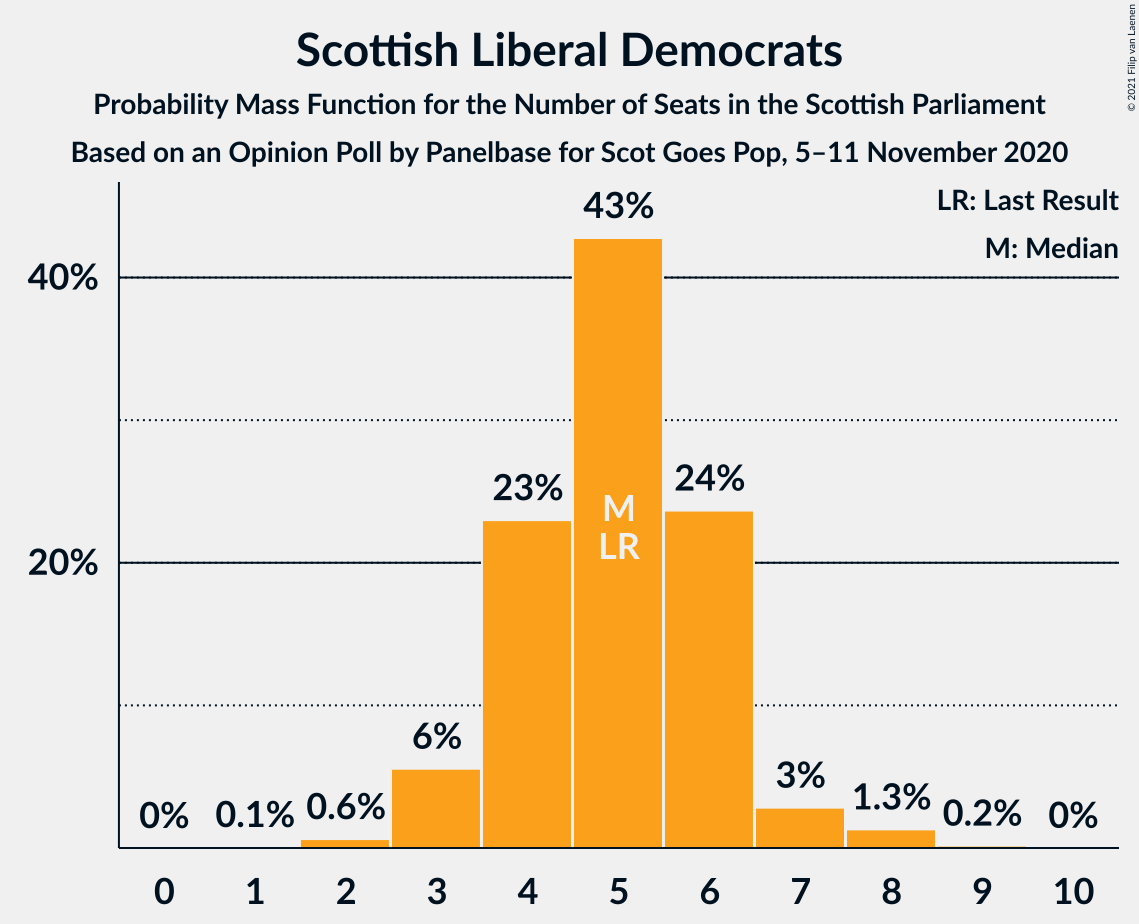 Scottish Liberal Democrats
Probability Mass Function for the Number of Seats in the Scottish Parliament
Based on an Opinion Poll by Panelbase for Scot Goes Pop, 5–11 November 2020
© 2021 Filip van Laenen
LR: Last Result
M: Median
40%
20%
0%
0.1%
0.6%
6%
23%
43%
24%
3%
1.3%
0.2%
0%
M
LR
0 1 2 3 4 5 6 7 8 9 10